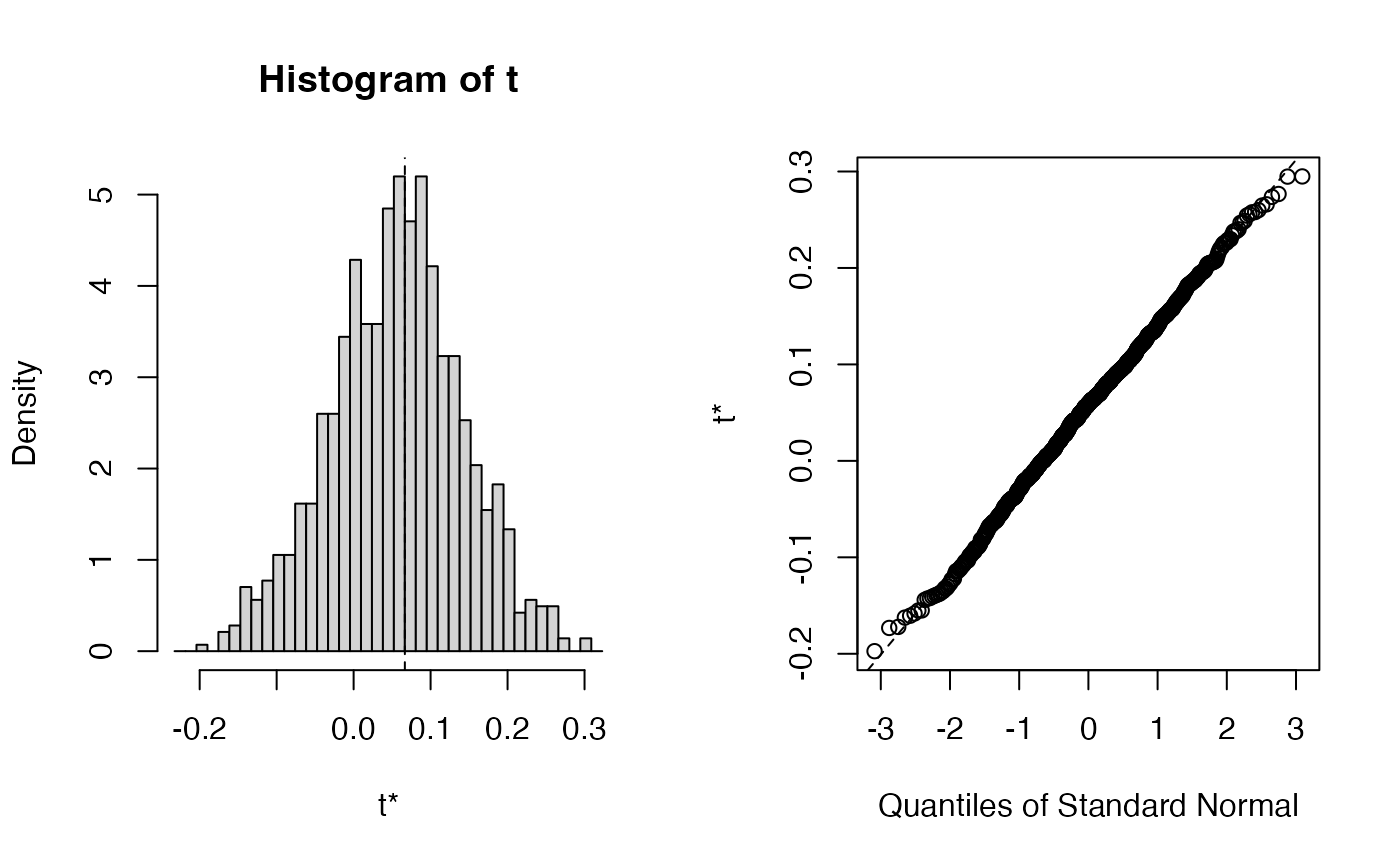 Histogram of t
Density
0 1 2 3 4 5
-0.2 0.0 0.1 0.2 0.3
t*
t*
-0.2 -0.1 0.0 0.1 0.2 0.3
-3 -2 -1 0 1 2 3
Quantiles of Standard Normal